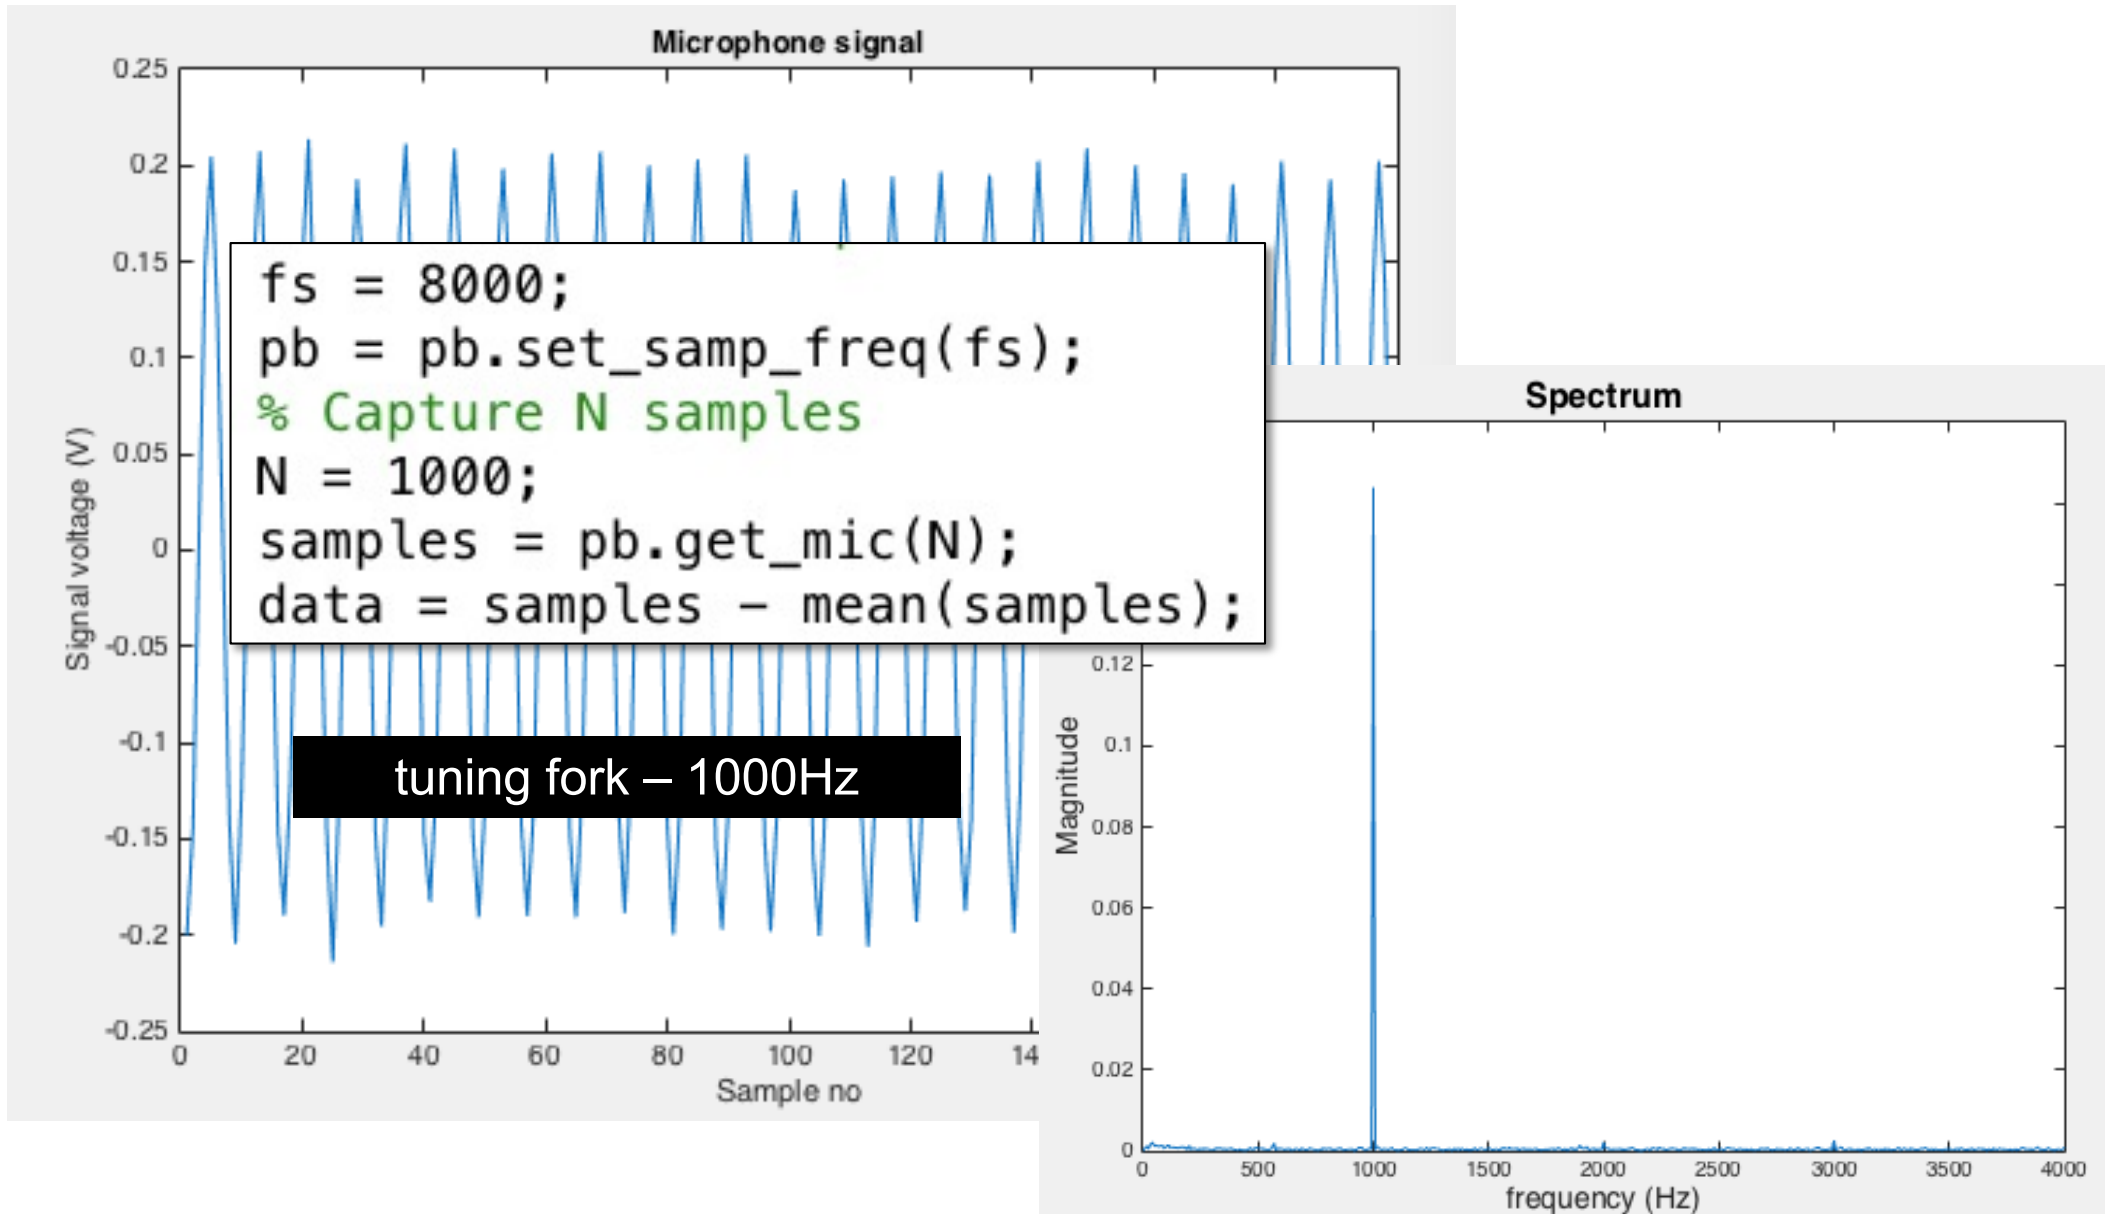 Microphone signal
0.25
0.2
0.15
0.1
0.05
0
-0.05
-0.1
-0.15
-0.2
-0.25
Signal voltage (V)
0
20
40
60
80
100
120
14
Sample no
fs = 8000;
pb = pb.set_samp_freq(fs);
% Capture N samples
N = 1000;
samples = pb.get_mic(N);
data = samples - mean(samples);
tuning fork – 1000Hz
Spectrum
0.12
0.1
0.08
0.06
0.04
0.02
0
Magnitude
0
500
1000
1500
2000
2500
3000
3500
4000
frequency (Hz)